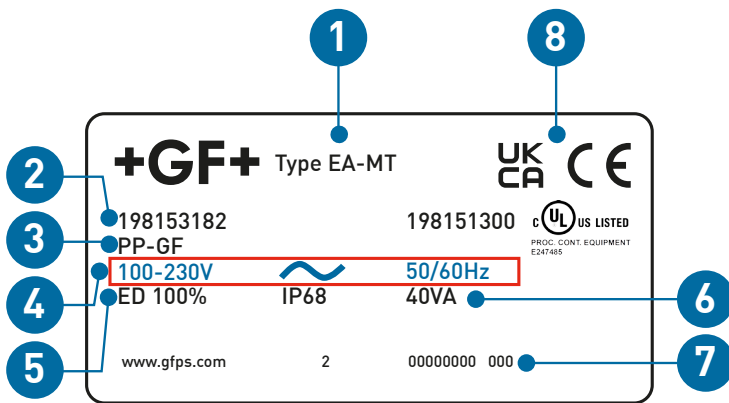 1 8
+GF+ Type EA-MT UK CA CE
2
198153182 198151300 C UL US LISTED
3
PP-GF PROC. CONT. EQUIPMENT
E247485
4
100-230V 50/60Hz
ED 100% IP68 40VA 6
5
www.gfps.com 2 00000000 000 7